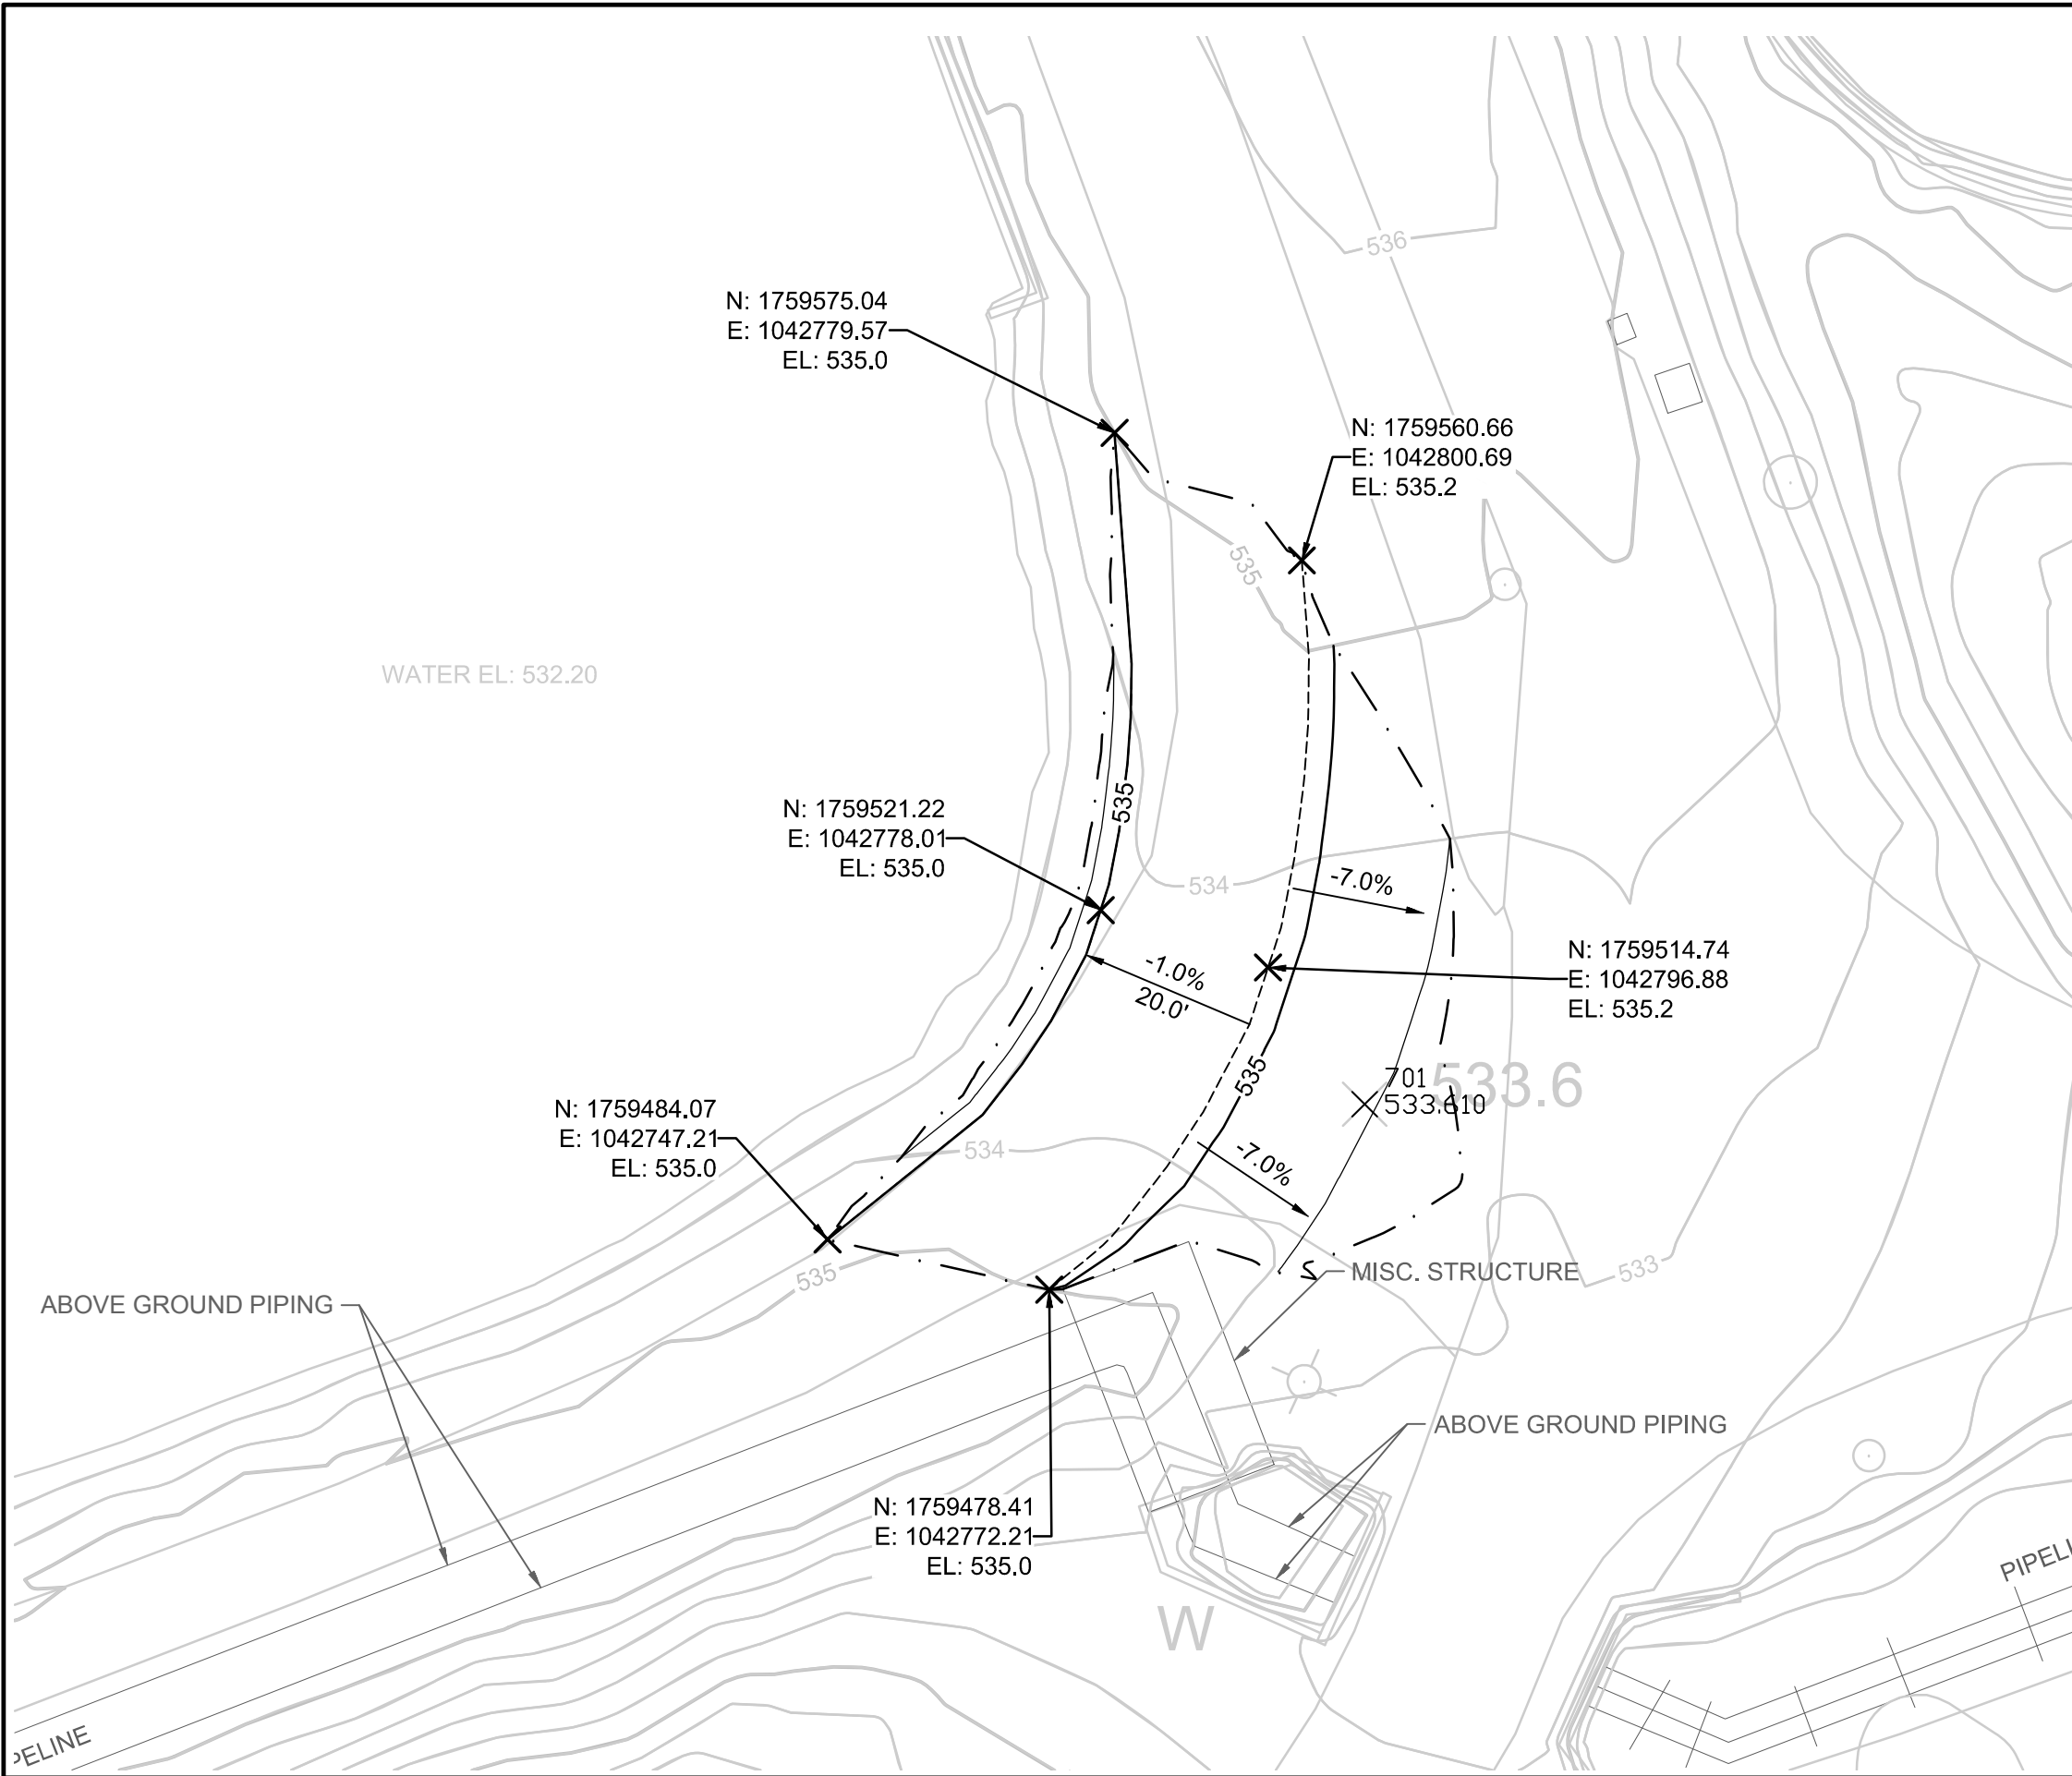 536
N: 1759575.04
E: 1042779.57
EL: 535.0
N: 1759560.66
E: 1042800.69
EL: 535.2
535
WATER EL: 532.20
535
N: 1759521.22
E: 1042778.01
EL: 535.0
534
-7.0%
N: 1759514.74
E: 1042796.88
EL: 535.2
-1.0%
20.0'
535
701
533.610
533.6
N: 1759484.07
E: 1042747.21
EL: 535.0
534
-7.0%
535
MISC. STRUCTURE
533
ABOVE GROUND PIPING
ABOVE GROUND PIPING
N: 1759478.41
E: 1042772.21
EL: 535.0
W
PIPELI
PELINE